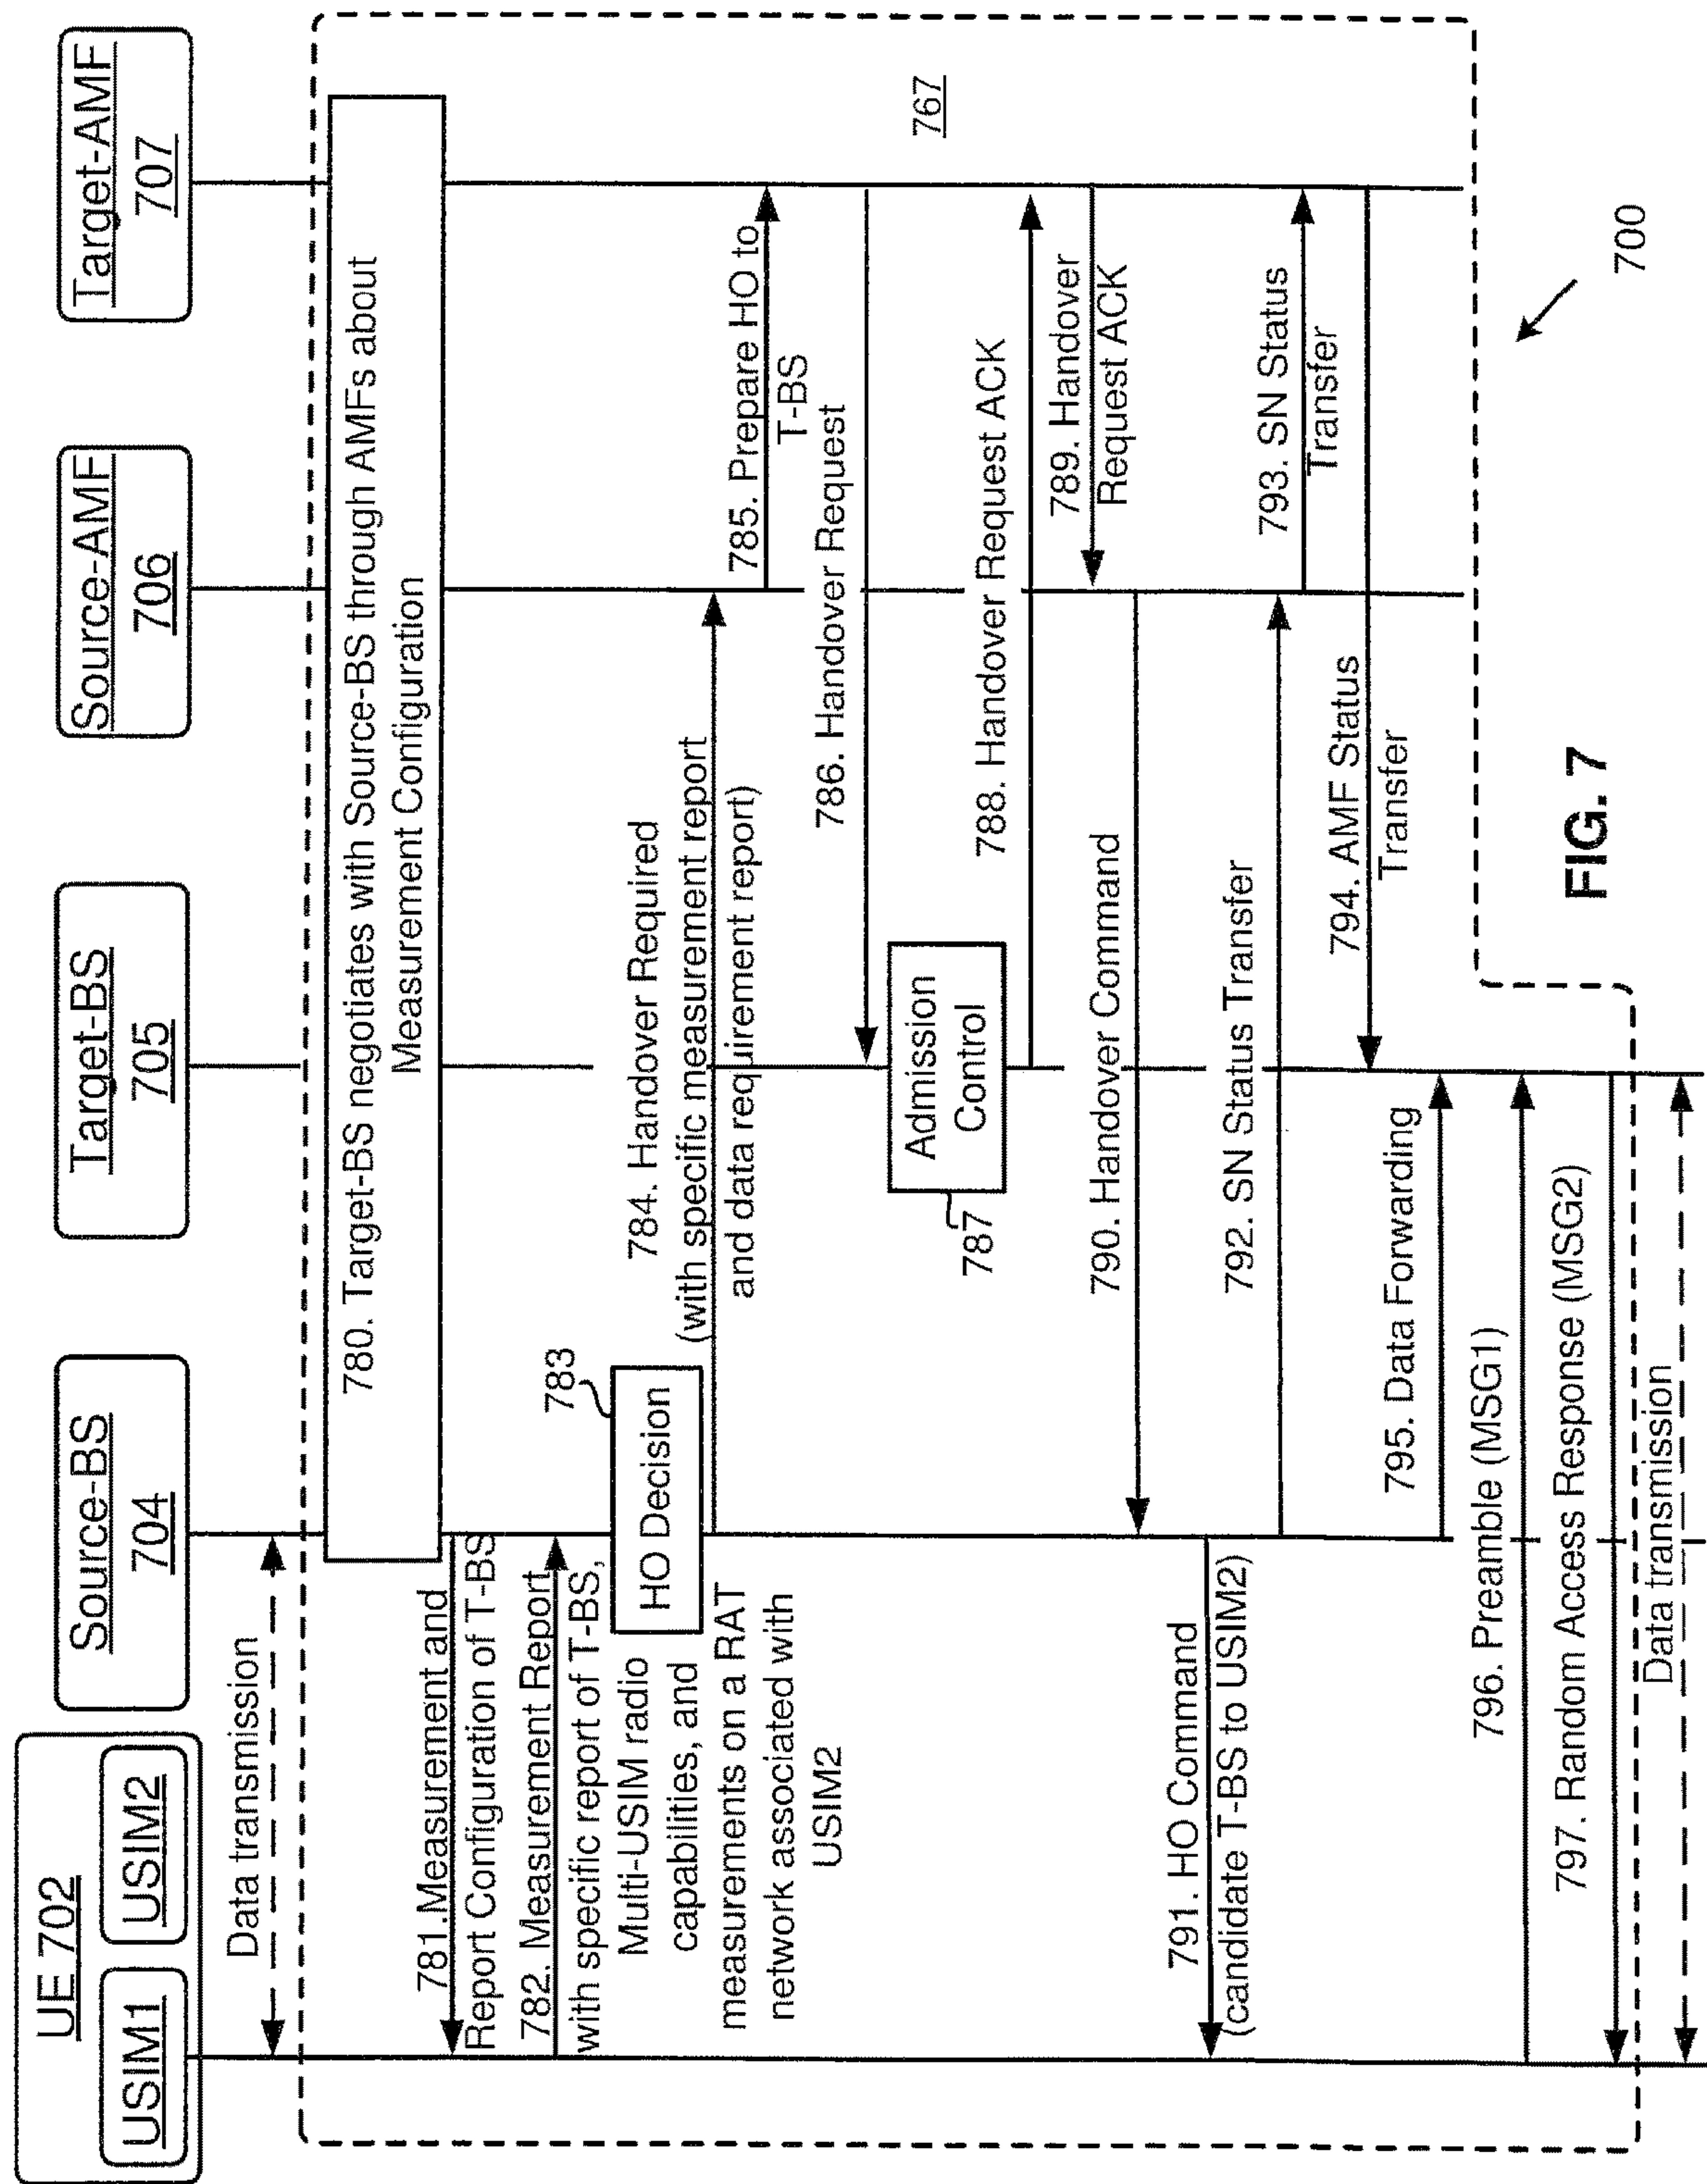 UE 702
USIM1
USIM2
Source-BS
704
Target-BS
705
Source-AMF
706
Target-AMF
707
Data transmission
780. Target-BS negotiates with Source-BS through AMFs about
Measurement Configuration
781.Measurement and
Report Configuration of T-BS
782. Measurement Report
with specific report of T-BS,
Multi-USIM radio
capabilities, and
measurements on a RAT
network associated with
USIM2
783
HO Decision
784. Handover Required
(with specific measurement report
and data requirement report)
785. Prepare HO to
T-BS
786. Handover Request
Admission
Control
787
788. Handover Request ACK
767
789. Handover
Request ACK
790. Handover Command
791. HO Command
(candidate T-BS to USIM2)
792. SN Status Transfer
793. SN Status
Transfer
794. AMF Status
Transfer
795. Data Forwarding
796. Preamble (MSG1)
797. Random Access Response (MSG2)
Data transmission
700
FIG. 7